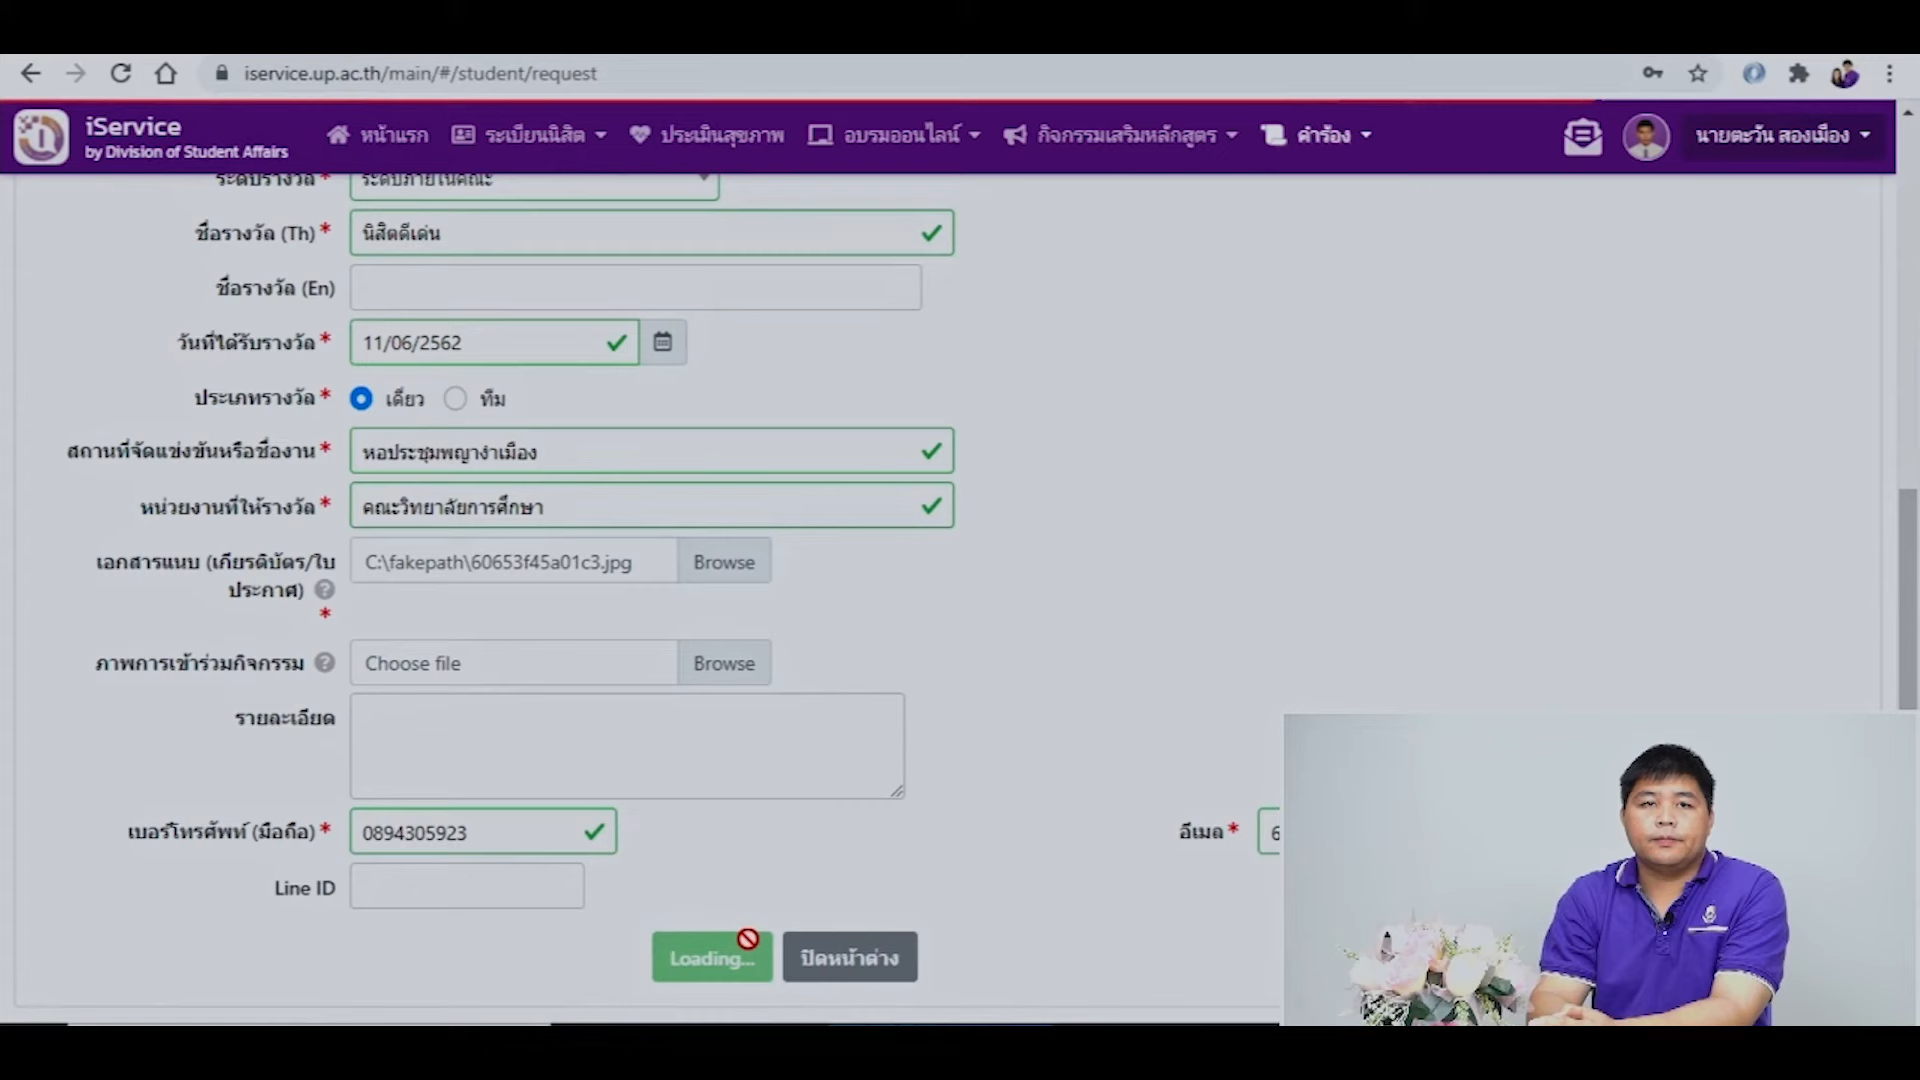 iservice.up.ac.th/main/#/student/request
iService
by Division of Student Affairs
หน้าแรก ระเบียนนิสิต ประเมินสุขภาพ อบรมออนไลน์ กิจกรรมเสริมหลักสูตร คำร้อง
นายตะวัน สองเมือง
ระดับรางวัล * ระดับภายในคณะ
ชื่อรางวัล (Th) * นิสิตดีเด่น
ชื่อรางวัล (En)
วันที่ได้รับรางวัล * 11/06/2562
ประเภทรางวัล * เดี่ยว ทีม
สถานที่จัดแข่งขันหรือชื่องาน * หอประชุมพญางำเมือง
หน่วยงานที่ให้รางวัล * คณะวิทยาลัยการศึกษา
เอกสารแนบ (เกียรติบัตร/ใบ
ประกาศ) ? *
C:\fakepath\60653f45a01c3.jpg Browse
ภาพการเข้าร่วมกิจกรรม ? Choose file Browse
รายละเอียด
เบอร์โทรศัพท์ (มือถือ) * 0894305923 อีเมล * 6
Line ID
Loading... ปิดหน้าต่าง